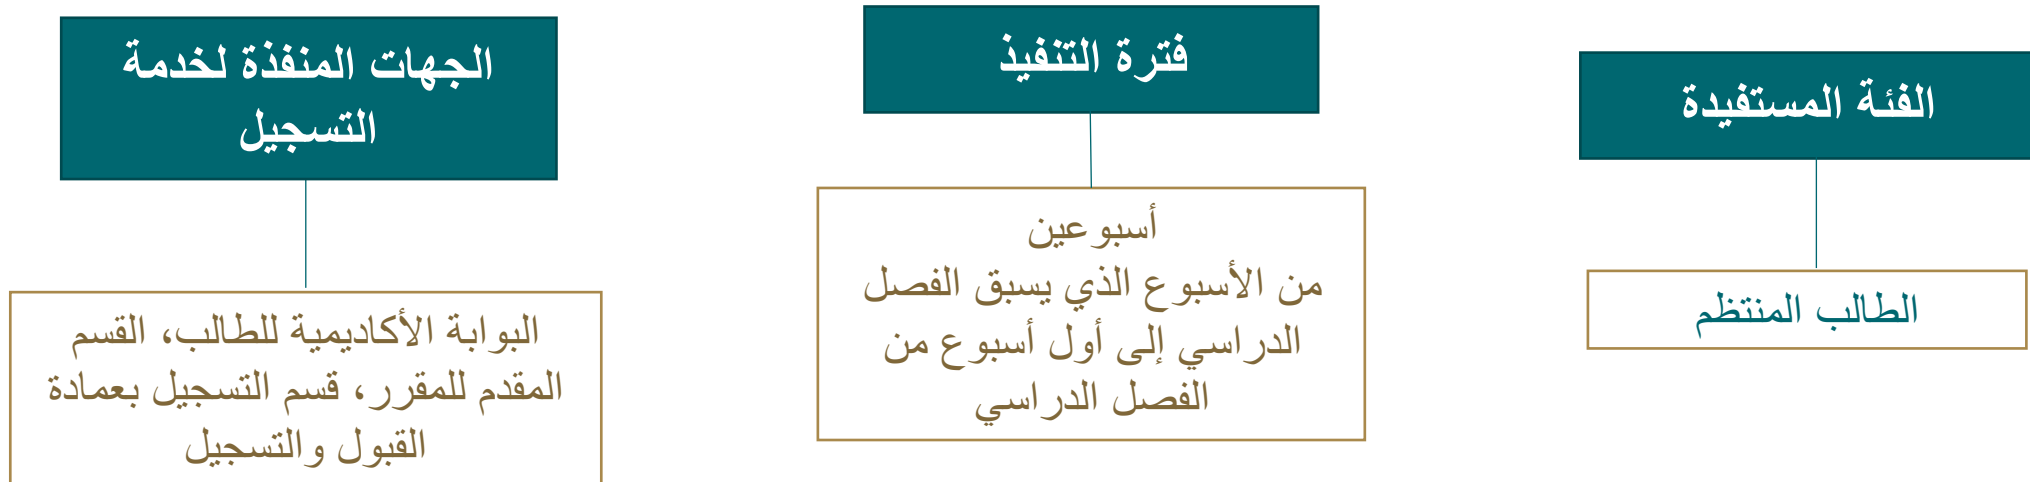 الفئة المستفيدة
الطالب المنتظم
فترة التنفيذ
أسبوعين
من الأسبوع الذي يسبق الفصل
الدراسي إلى أول أسبوع من
الفصل الدراسي
الجهات المنفذة لخدمة
التسجيل
البوابة الأكاديمية للطالب، القسم
المقدم للمقرر، قسم التسجيل بعمادة
القبول والتسجيل